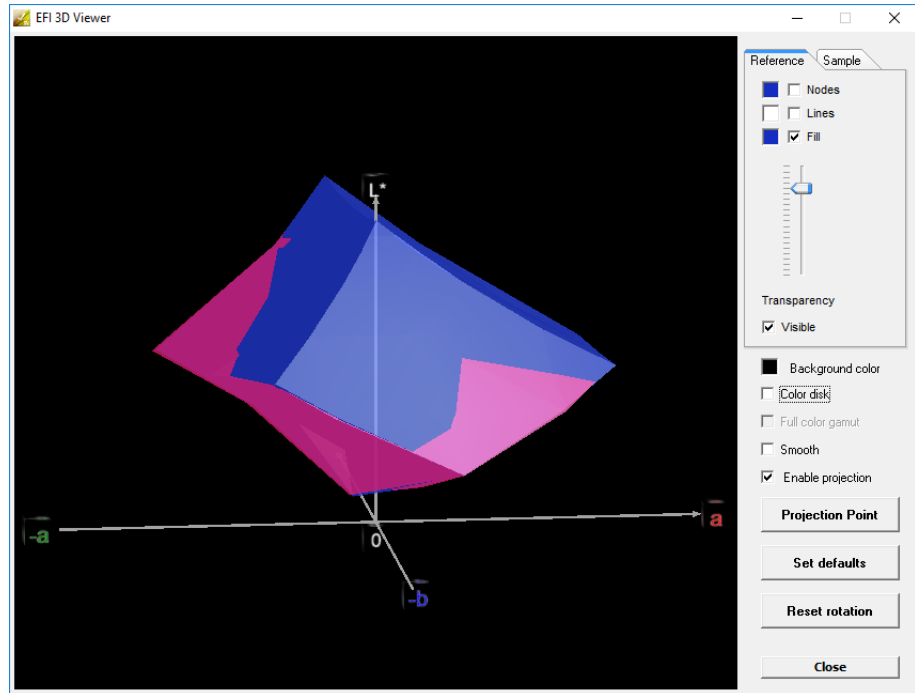 EFI 3D Viewer
Reference
Sample
Nodes
Lines
Fill
Transparency
Visible
Background color
Color disk
Full color gamut
Smooth
Enable projection
Projection Point
Set defaults
Reset rotation
Close
L*
-a
a
0
-b